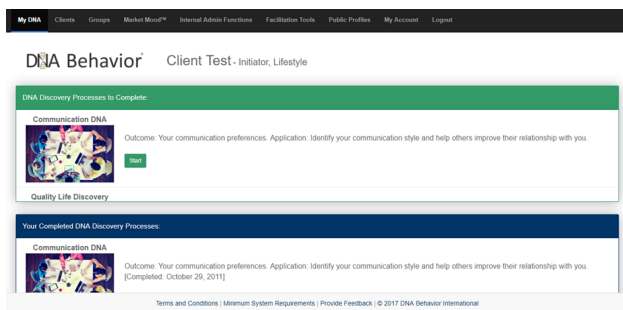 My DNA Clients Groups Market Mood™ Internal Admin Functions Facilitation Tools Public Profiles My Account Logout
DNA Behavior® Client Test - Initiator, Lifestyle
DNA Discovery Processes to Complete:
Communication DNA
Outcome: Your communication preferences. Application: Identify your communication style and help others improve their relationship with you.
Start
Quality Life Discovery
Your Completed DNA Discovery Processes:
Communication DNA
Outcome: Your communication preferences. Application: Identify your communication style and help others improve their relationship with you.
[Completed: October 29, 2011]
Terms and Conditions | Minimum System Requirements | Provide Feedback | © 2017 DNA Behavior International